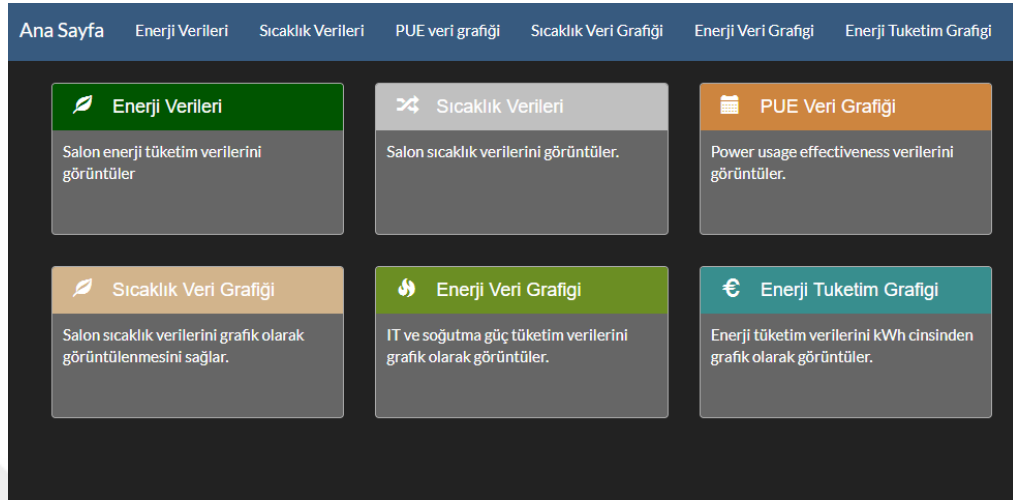 Ana Sayfa Enerji Verileri Sıcaklık Verileri PUE veri grafiği Sıcaklık Veri Grafiği Enerji Veri Grafigi Enerji Tuketim Grafigi
Enerji Verileri
Salon enerji tüketim verilerini
görüntüler
Sıcaklık Verileri
Salon sıcaklık verilerini görüntüler.
PUE Veri Grafiği
Power usage effectiveness verilerini
görüntüler.
Sıcaklık Veri Grafiği
Salon sıcaklık verilerini grafik olarak
görüntülenmesini sağlar.
Enerji Veri Grafigi
IT ve soğutma güç tüketim verilerini
grafik olarak görüntüler.
€ Enerji Tuketim Grafigi
Enerji tüketim verilerini kWh cinsinden
grafik olarak görüntüler.